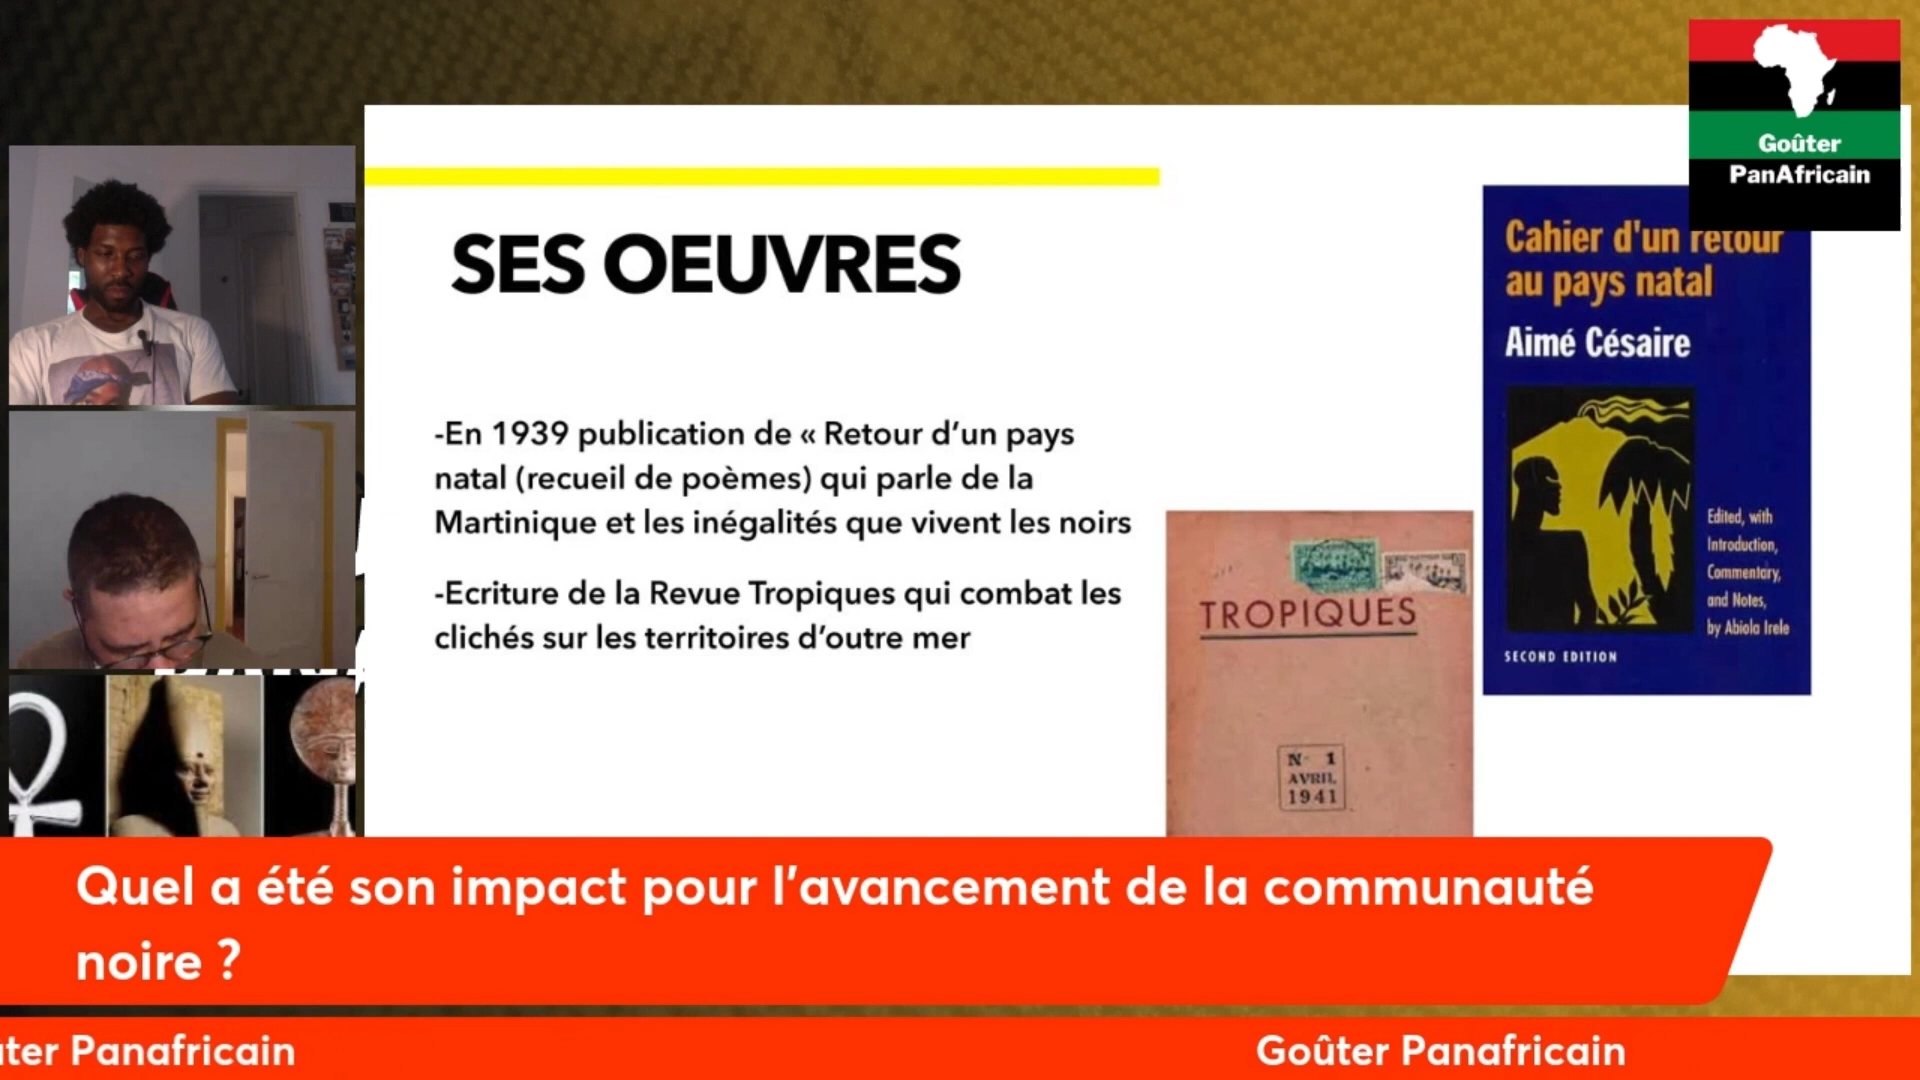 Goûter
PanAfricain
SES OEUVRES
-En 1939 publication de « Retour d’un pays
natal (recueil de poèmes) qui parle de la
Martinique et les inégalités que vivent les noirs
-Ecriture de la Revue Tropiques qui combat les
clichés sur les territoires d’outre mer
Cahier d'un retour
au pays natal
Aimé Césaire
Edited, with
Introduction,
Commentary,
and Notes,
by Abiola Irele
SECOND EDITION
TROPIQUES
N° 1
AVRIL
1941
Quel a été son impact pour l’avancement de la communauté
noire ?
ter Panafricain
Goûter Panafricain